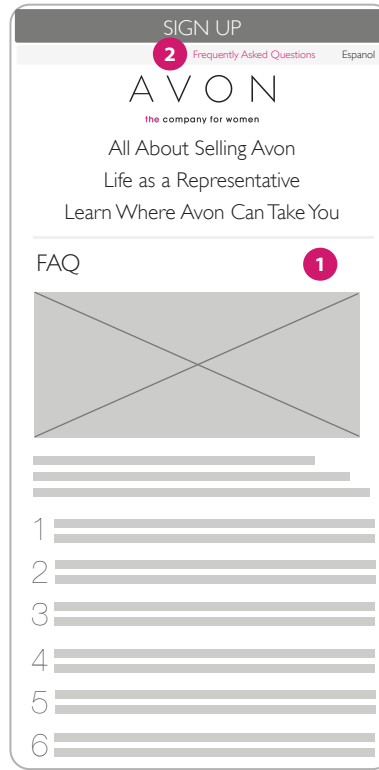 SIGN UP
2 Frequently Asked Questions Espanol
AVON
the company for women
All About Selling Avon
Life as a Representative
Learn Where Avon Can Take You
FAQ 1
1
2
3
4
5
6